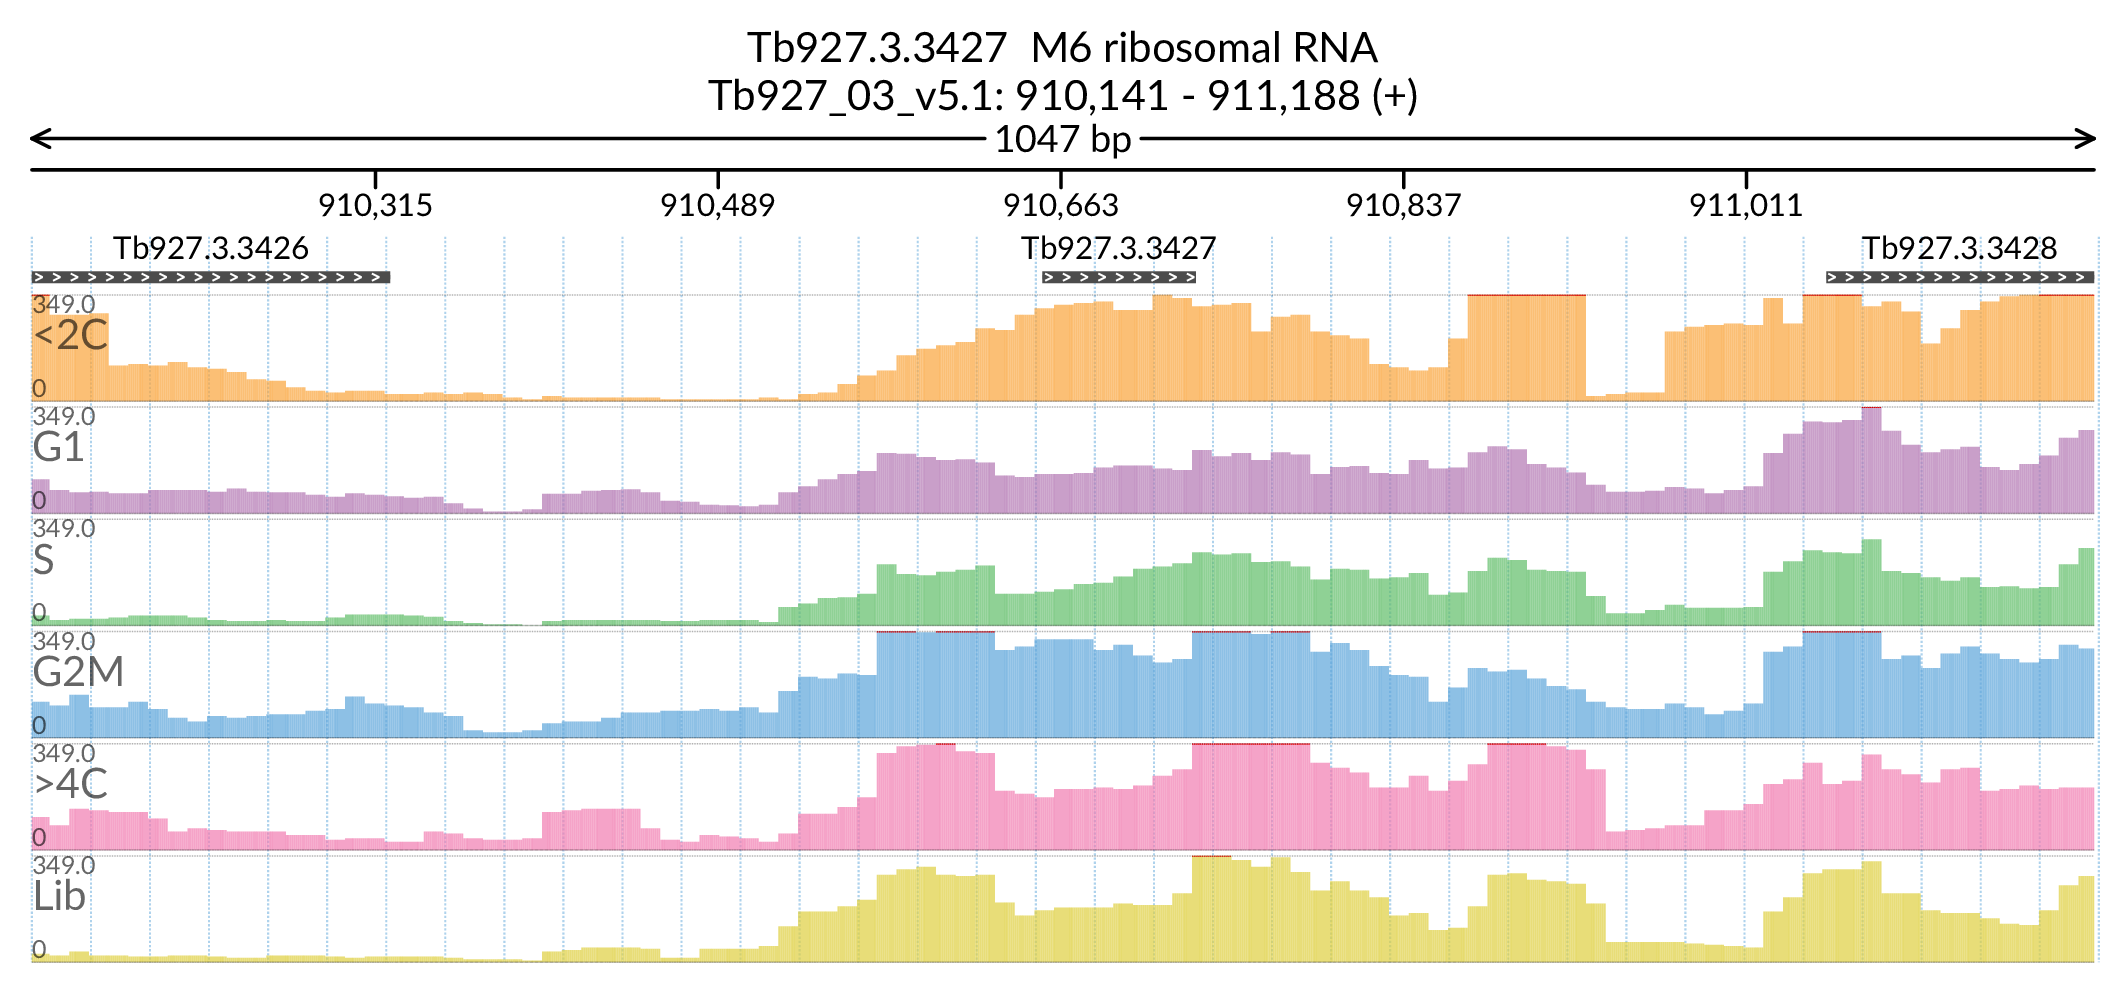 Tb927.3.3427  M6 ribosomal RNA
Tb927_03_v5.1: 910,141 - 911,188 (+)
1047 bp
910,315 910,489 910,663 910,837 911,011
Tb927.3.3426 Tb927.3.3427 Tb927.3.3428
349.0
<2C
0
349.0
G1
0
349.0
S
0
349.0
G2M
0
349.0
>4C
0
349.0
Lib
0